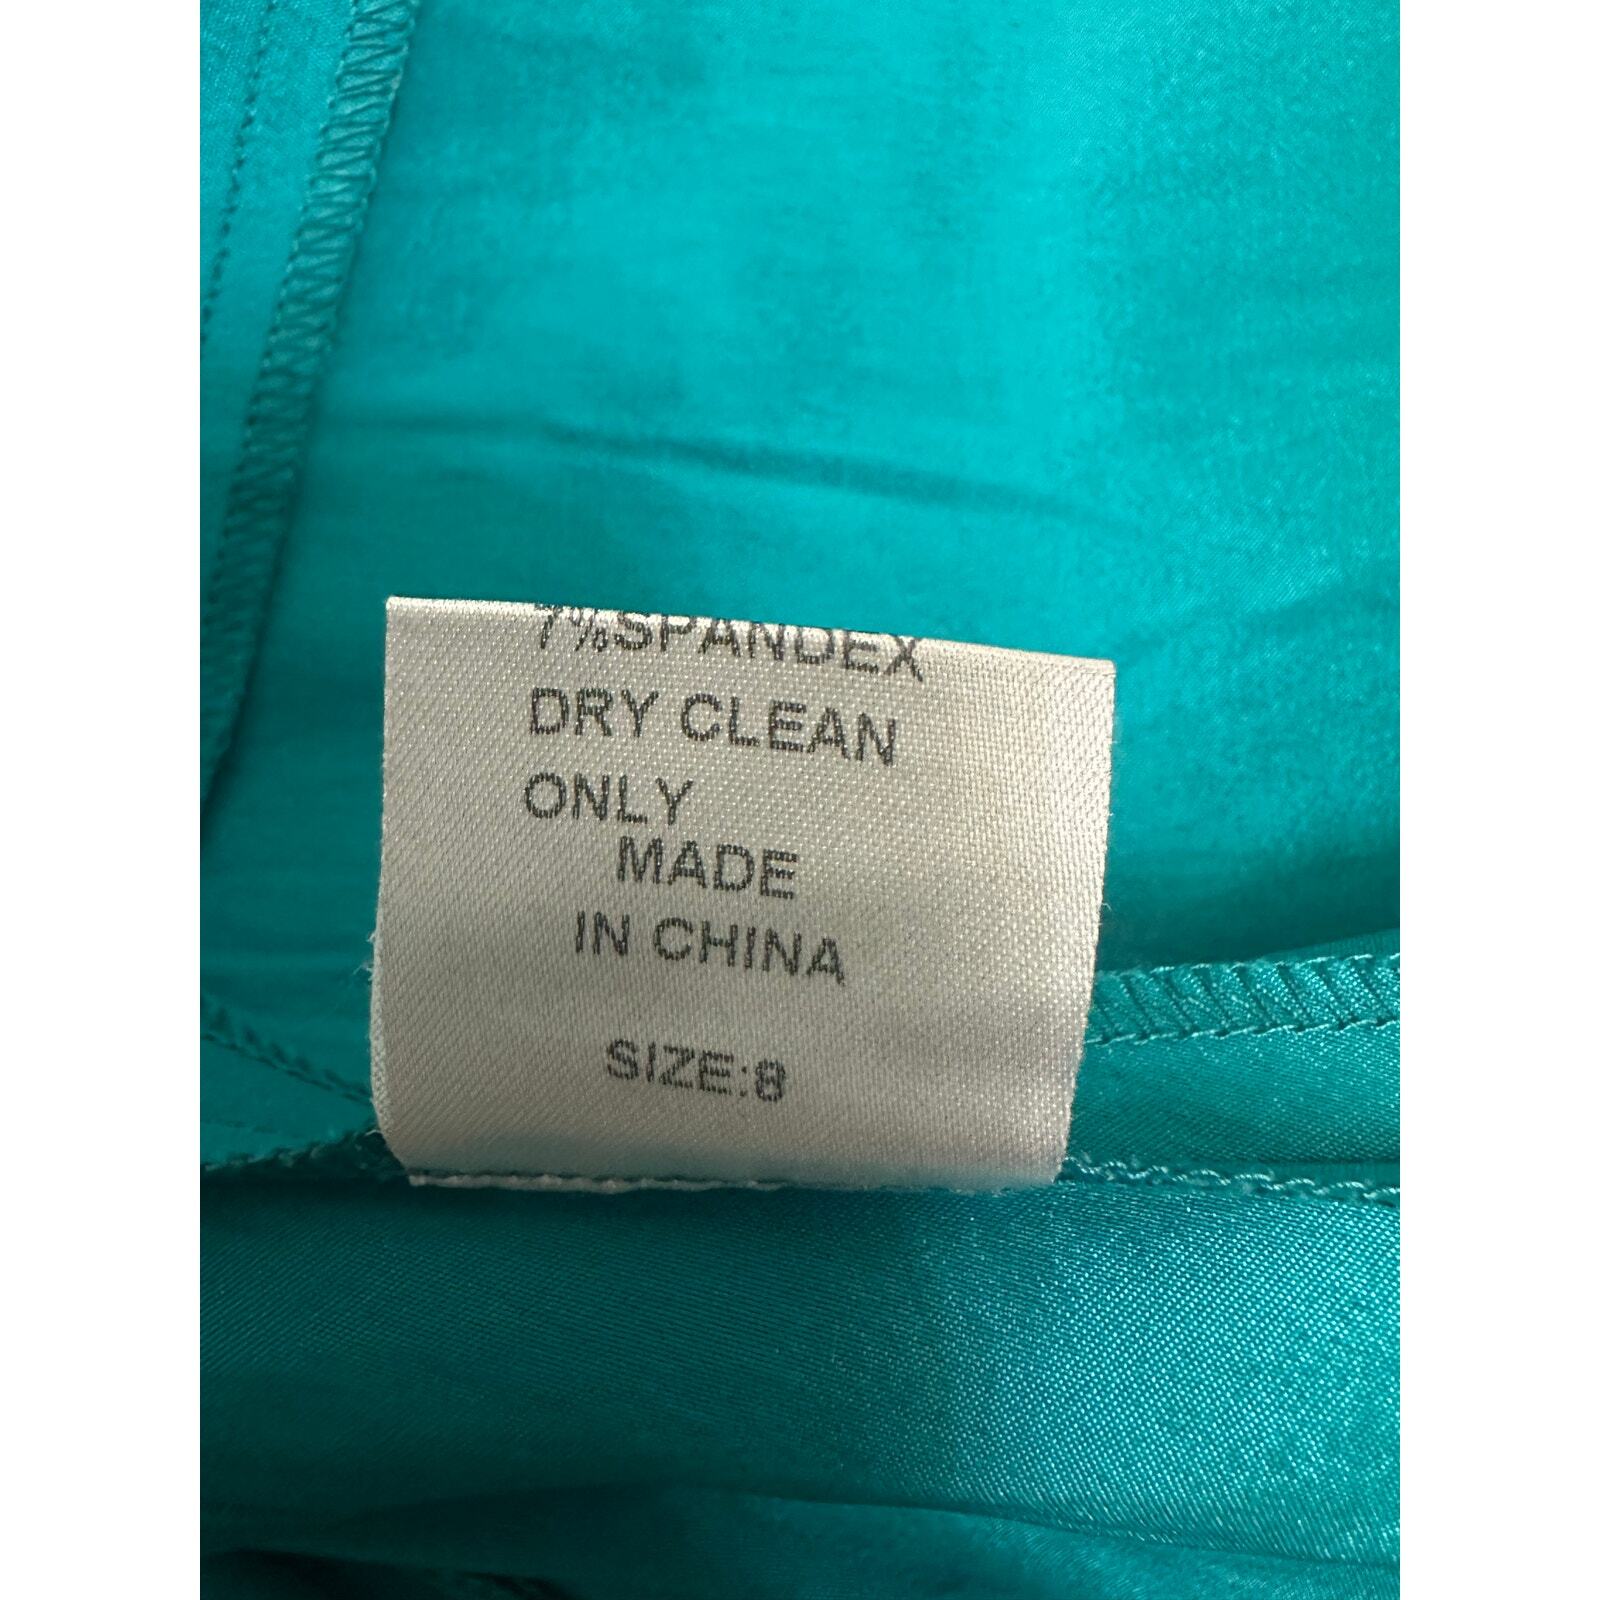 7%SPANDEX
DRY CLEAN
ONLY
MADE
IN CHINA
SIZE:8